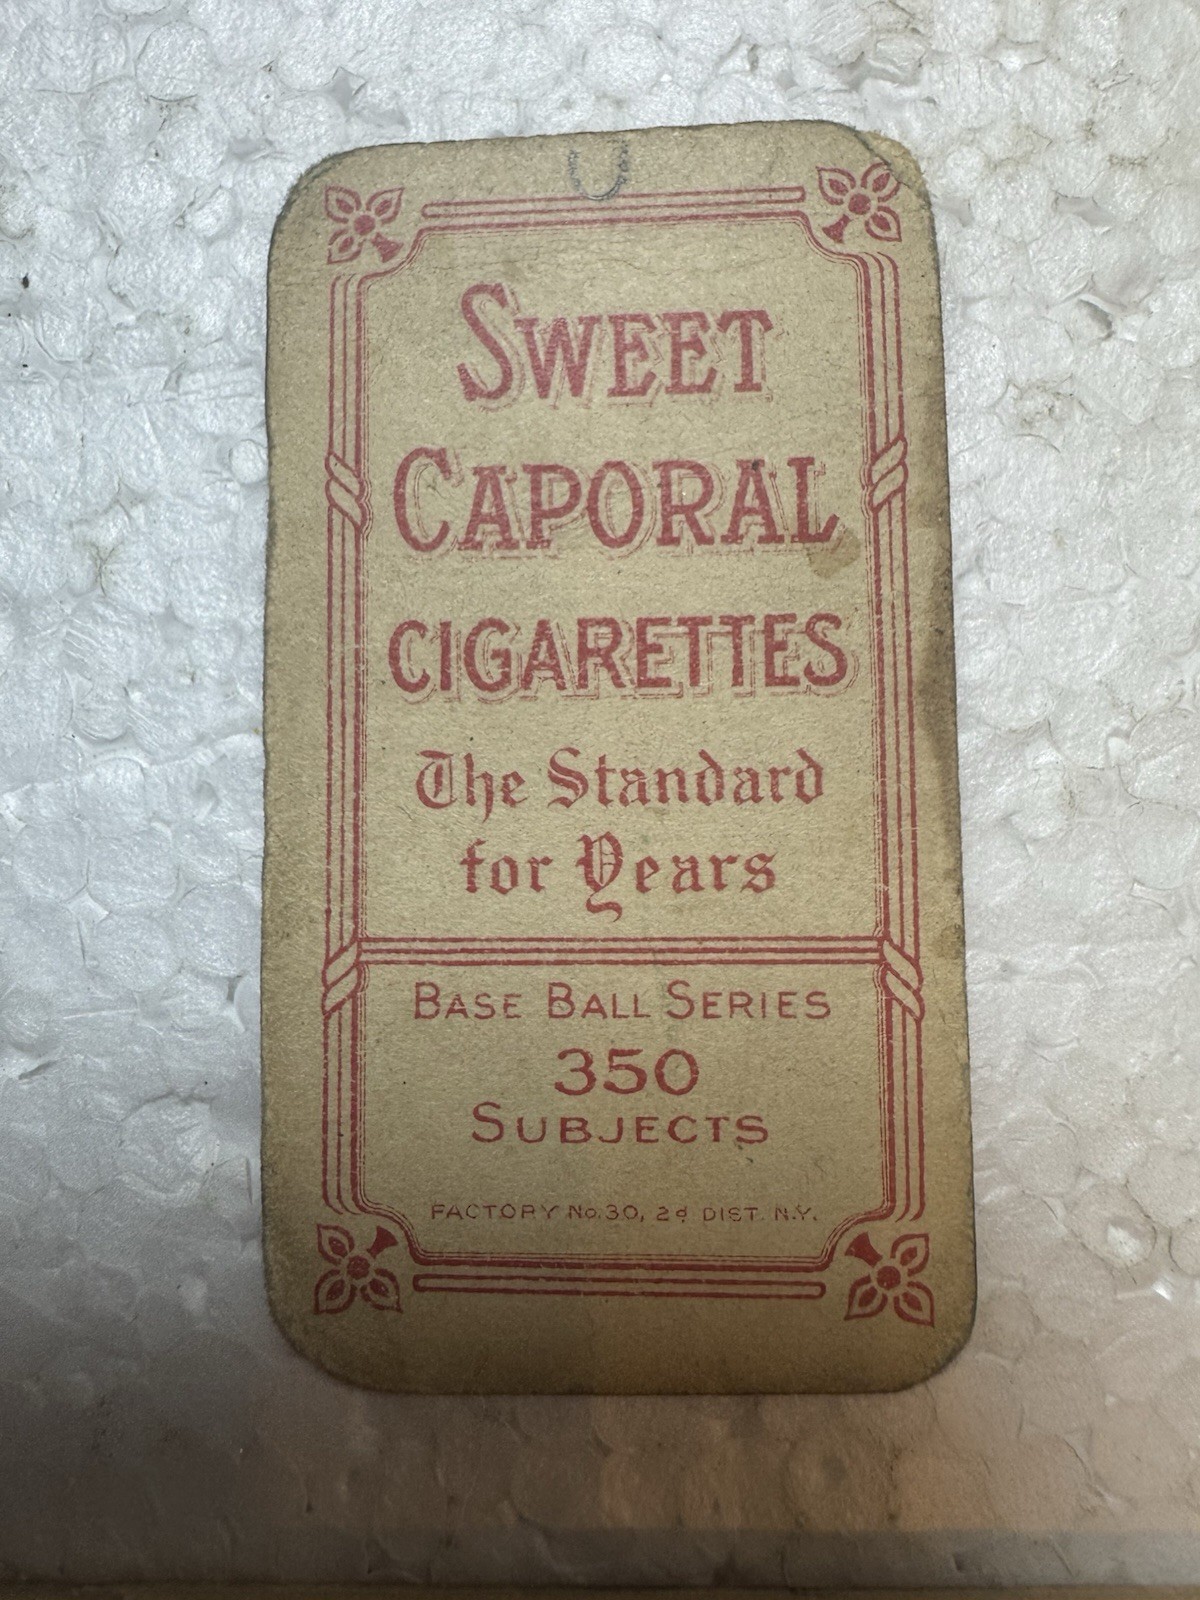 SWEET
CAPORAL
CIGARETTES
The Standard
for Years
BASE BALL SERIES
350
SUBJECTS
FACTORY No. 30, 2d DIST. N.Y.